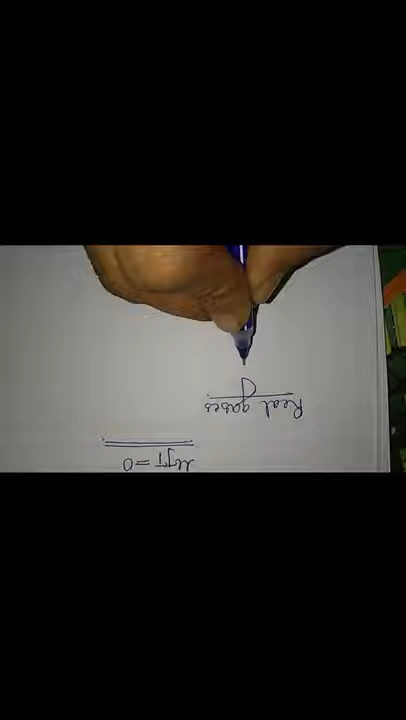 μJT = 0
Real gases